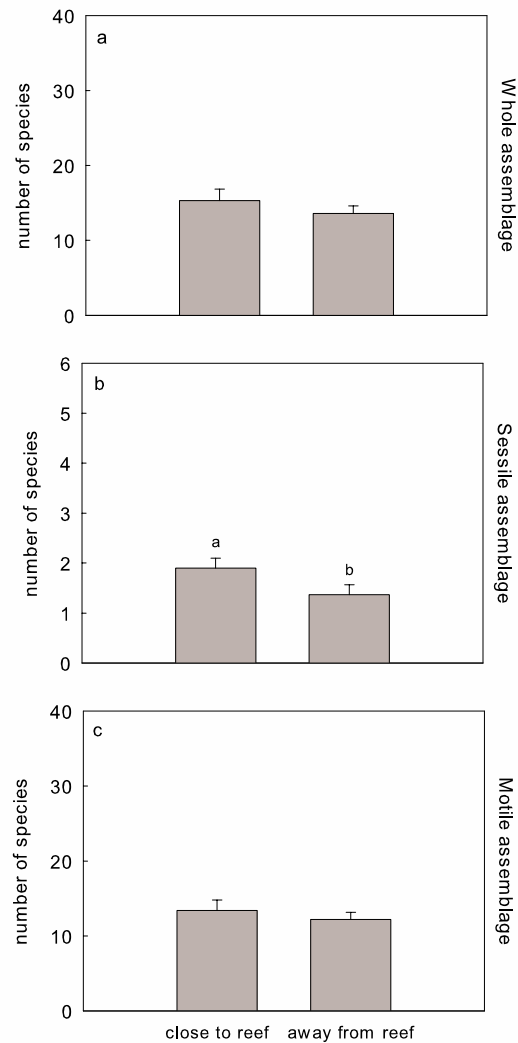 a
40
30
20
10
0
number of species
Whole assemblage
b
6
5
4
3
2
1
0
number of species
a
b
Sessile assemblage
c
40
30
20
10
0
number of species
Motile assemblage
close to reef away from reef